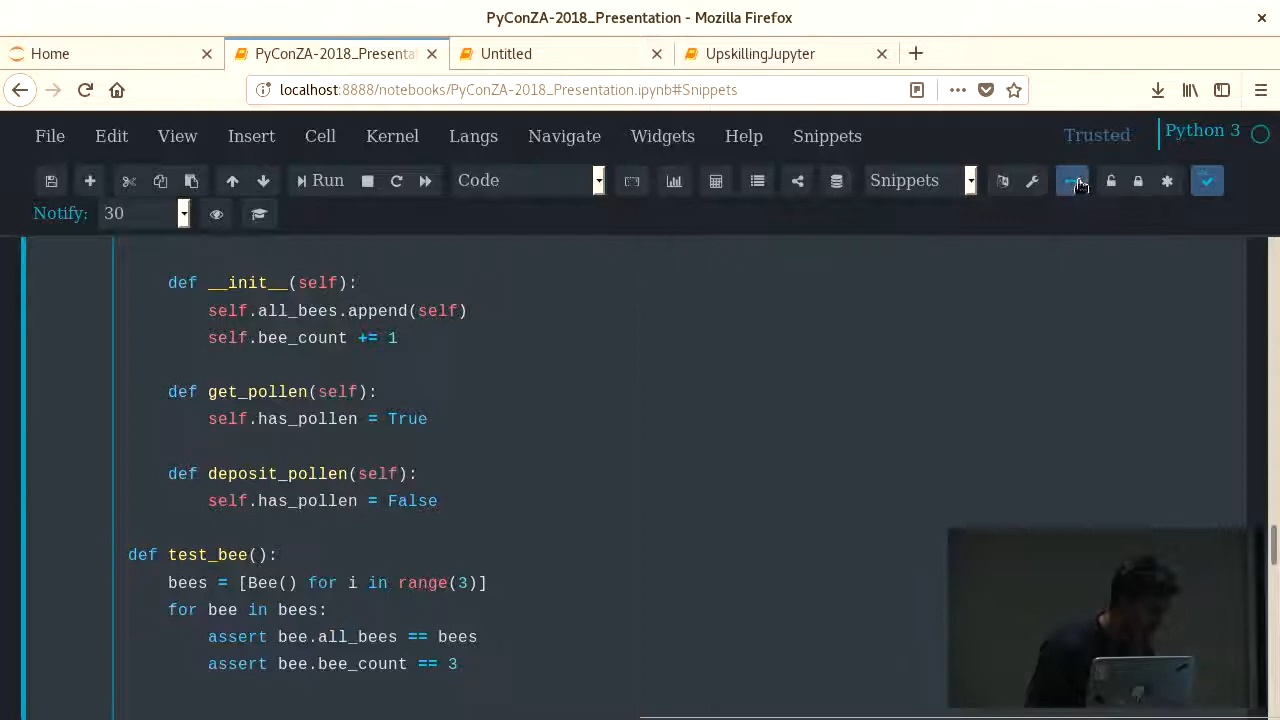 PyConZA-2018_Presentation - Mozilla Firefox
Home
PyConZA-2018_Presentat
Untitled
UpskillingJupyter
localhost:8888/notebooks/PyConZA-2018_Presentation.ipynb#Snippets
File Edit View Insert Cell Kernel Langs Navigate Widgets Help Snippets Trusted Python 3
Run Code Snippets
Notify: 30
def __init__(self):
self.all_bees.append(self)
self.bee_count += 1
def get_pollen(self):
self.has_pollen = True
def deposit_pollen(self):
self.has_pollen = False
def test_bee():
bees = [Bee() for i in range(3)]
for bee in bees:
assert bee.all_bees == bees
assert bee.bee_count == 3